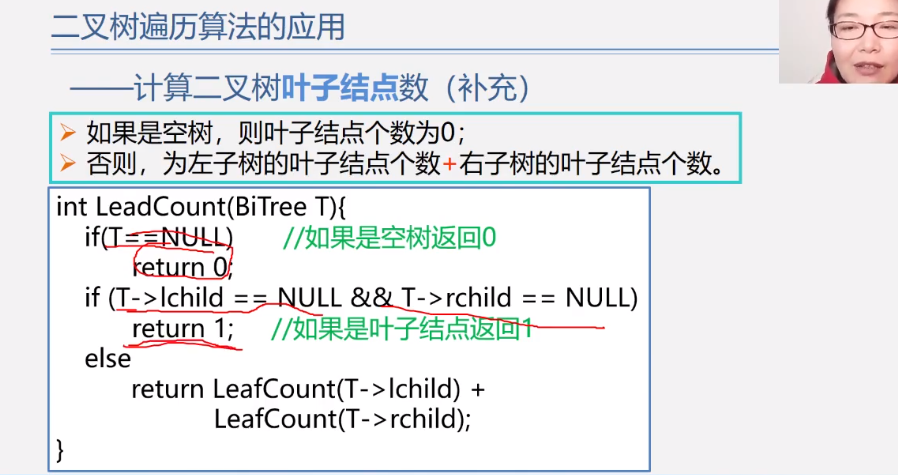 二叉树遍历算法的应用
——计算二叉树叶子结点数（补充）
➢ 如果是空树，则叶子结点个数为0；
➢ 否则，为左子树的叶子结点个数+右子树的叶子结点个数。
int LeadCount(BiTree T){
if(T==NULL) //如果是空树返回0
return 0;
if (T->lchild == NULL && T->rchild == NULL)
return 1; //如果是叶子结点返回1
else
return LeafCount(T->lchild) +
LeafCount(T->rchild);
}